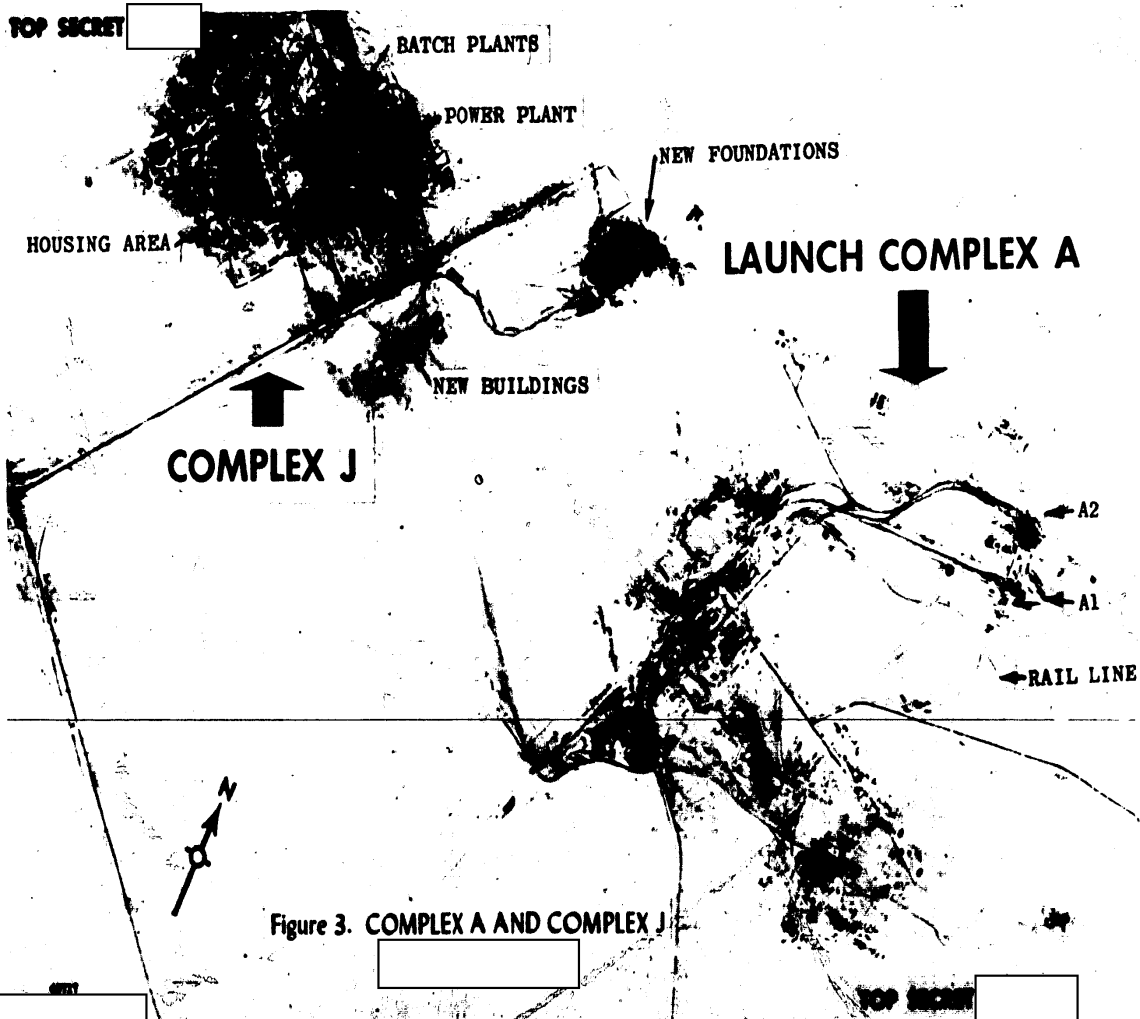 TOP SECRET
BATCH PLANTS
POWER PLANT
NEW FOUNDATIONS
HOUSING AREA
LAUNCH COMPLEX A
NEW BUILDINGS
COMPLEX J
A2
A1
RAIL LINE
N
Figure 3. COMPLEX A AND COMPLEX J
TOP SECRET